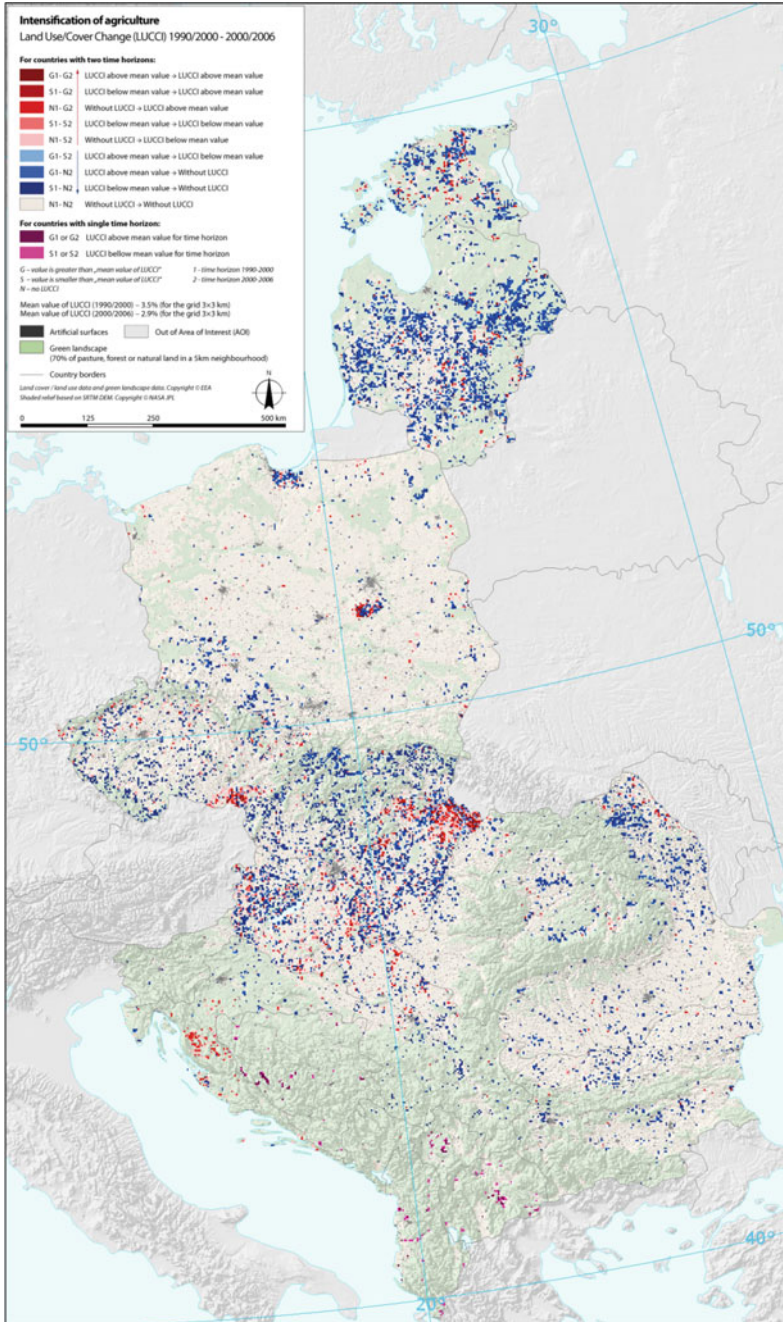 Intensification of agriculture
Land Use/Cover Change (LUCCI) 1990/2000 - 2000/2006
For countries with two time horizons:
G1- G2 LUCCI above mean value → LUCCI above mean value
S1- G2 LUCCI below mean value → LUCCI above mean value
N1- G2 Without LUCCI → LUCCI above mean value
S1- S2 LUCCI below mean value → LUCCI below mean value
N1- S2 Without LUCCI → LUCCI below mean value
G1- S2 LUCCI above mean value → LUCCI below mean value
G1- N2 LUCCI above mean value → Without LUCCI
S1- N2 LUCCI below mean value → Without LUCCI
N1- N2 Without LUCCI → Without LUCCI
For countries with single time horizon:
G1 or G2 LUCCI above mean value for time horizon
S1 or S2 LUCCI bellow mean value for time horizon
G – value is greater than „mean value of LUCCI“ 1 - time horizon 1990-2000
S – value is smaller than „mean value of LUCCI“ 2 - time horizon 2000-2006
N – no LUCCI
Mean value of LUCCI (1990/2000) – 3.5% (for the grid 3×3 km)
Mean value of LUCCI (2000/2006) – 2.9% (for the grid 3×3 km)
Artificial surfaces Out of Area of Interest (AOI)
Green landscape
(70% of pasture, forest or natural land in a 5km neighbourhood)
Country borders
N
Land cover / land use data and green landscape data: Copyright © EEA
Shaded relief based on SRTM DEM. Copyright © NASA JPL
0 125 250 500 km
30°
50°
50°
40°
20°